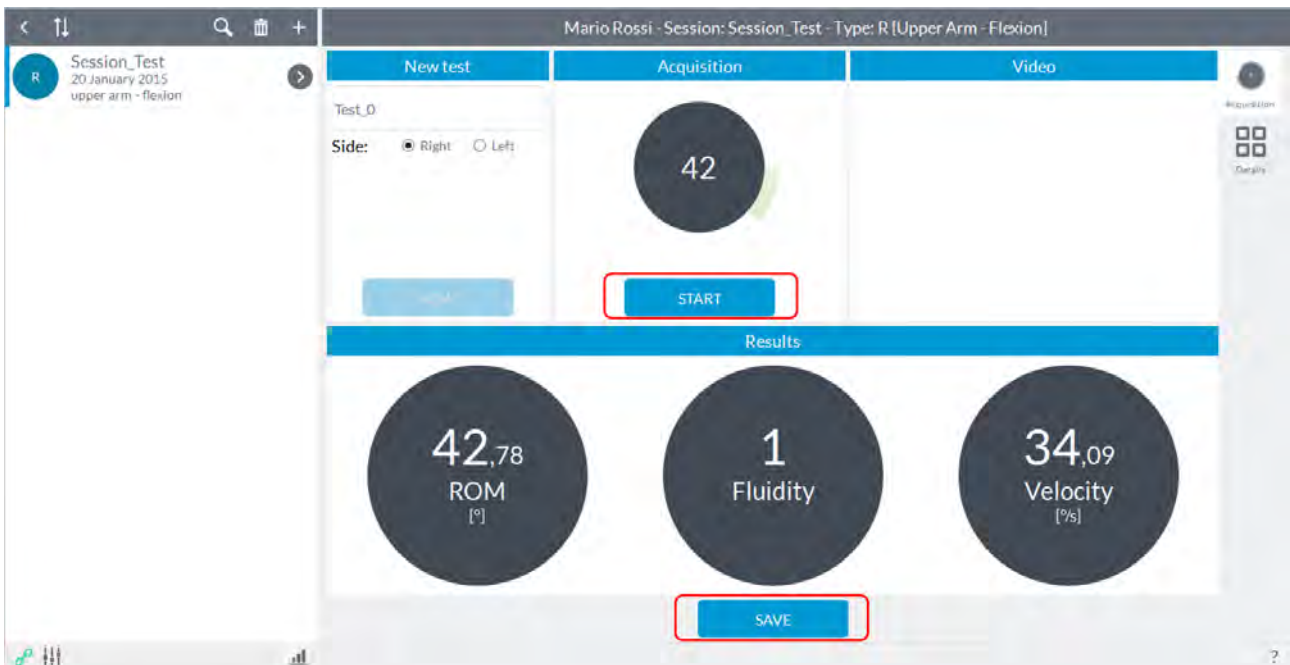 Mario Rossi - Session: Session_Test - Type: R [Upper Arm - Flexion]
R
Session_Test
20 January 2015
upper arm - flexion
New test
Acquisition
Video
Test_0
Side: Right Left
42
START
Acquisition
Details
Results
42,78
ROM
[°]
1
Fluidity
34,09
Velocity
[°/s]
SAVE
?